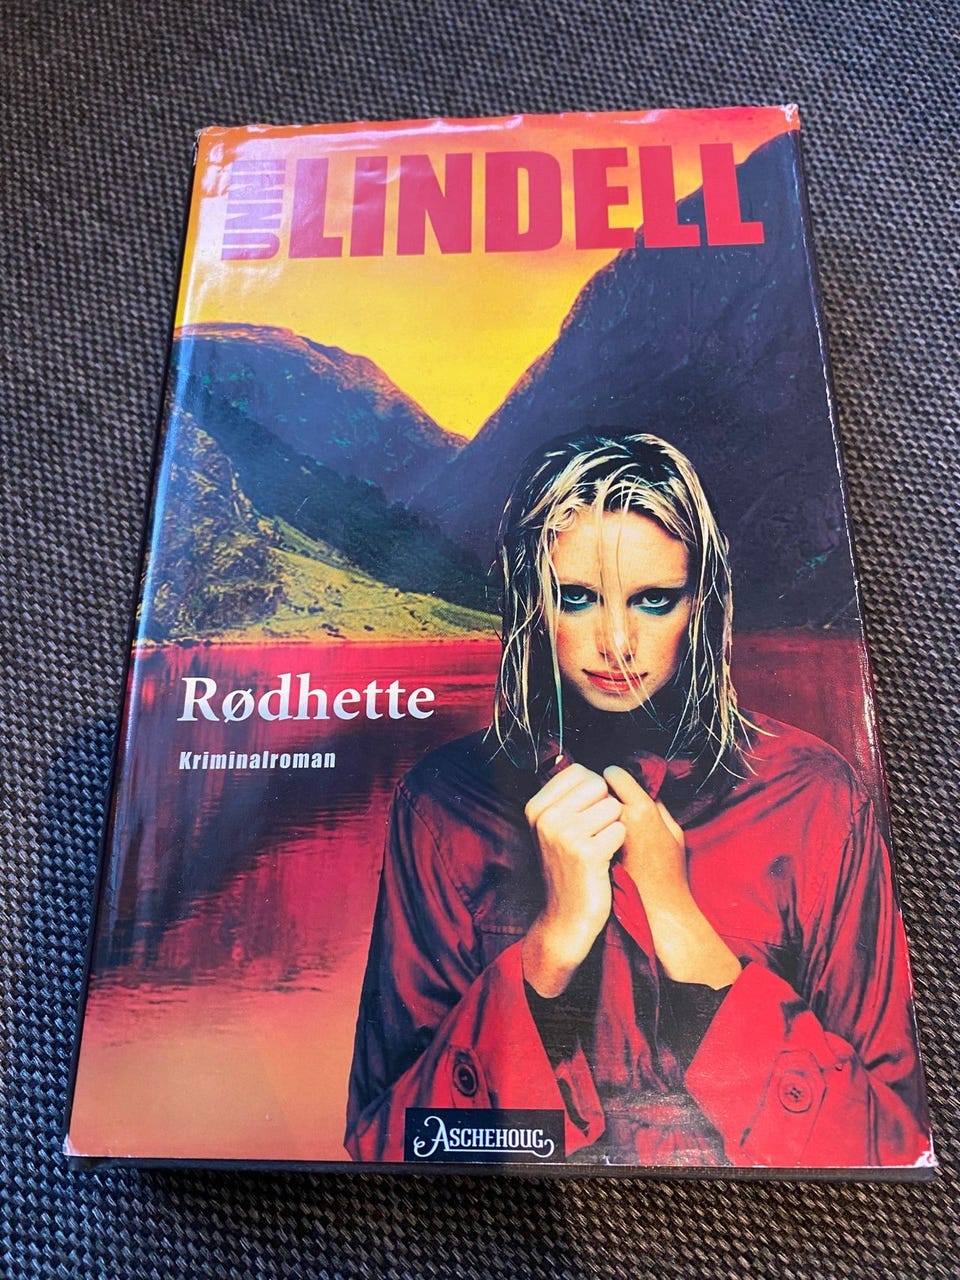 UNNI LINDELL
Rødhette
Kriminalroman
ASCHEHOUG